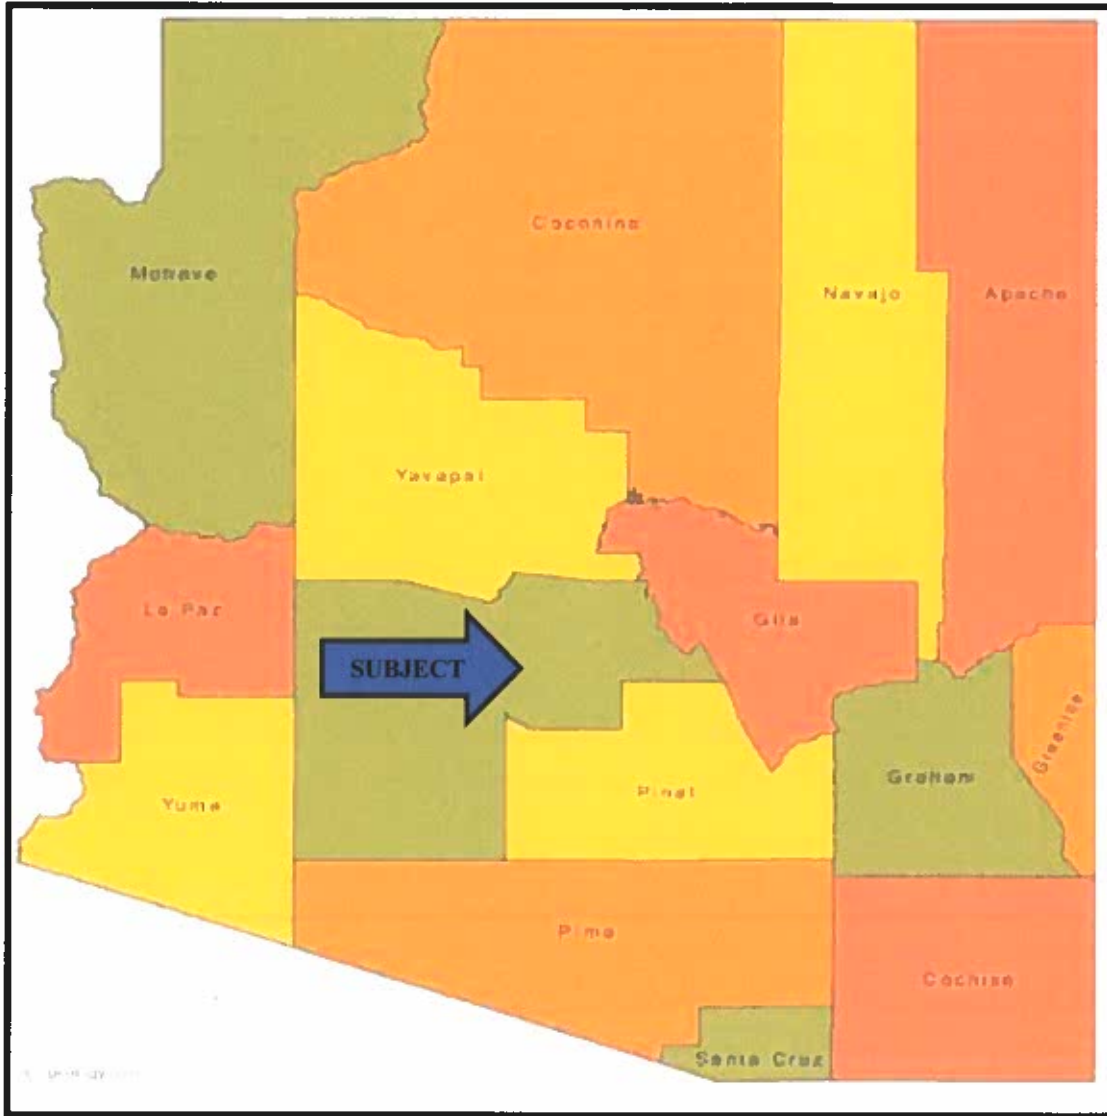 Coconino
Mohave
Navajo
Apache
Yavapai
La Paz
SUBJECT
Gila
Greenlee
Graham
Yuma
Pinal
Pima
Cochise
Santa Cruz